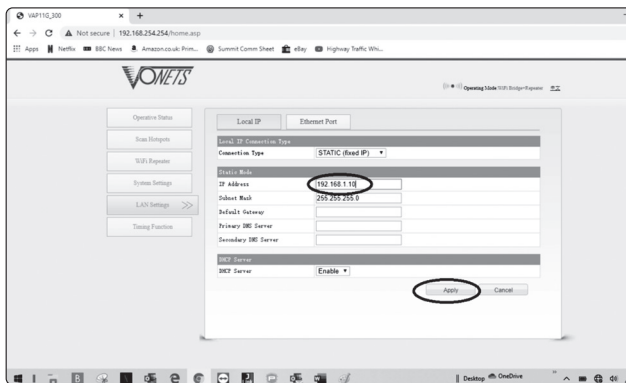 VAP11G_300
Not secure | 192.168.254.254/home.asp
Apps Netflix BBC News Amazon.co.uk: Prim... Summit Comm Sheet eBay Highway Traffic Whi...
VONETS
Operating Mode:WiFi Bridge+Repeater 中文
Operative Status
Scan Hotspots
WiFi Repeater
System Settings
LAN Settings
Timing Function
Local IP Ethernet Port
Local IP Connection Type
Connection Type STATIC (fixed IP)
Static Mode
IP Address 192.168.1.10
Subnet Mask 255.255.255.0
Default Gateway
Primary DNS Server
Secondary DNS Server
DHCP Server
DHCP Server Enable
Apply Cancel
Desktop OneDrive